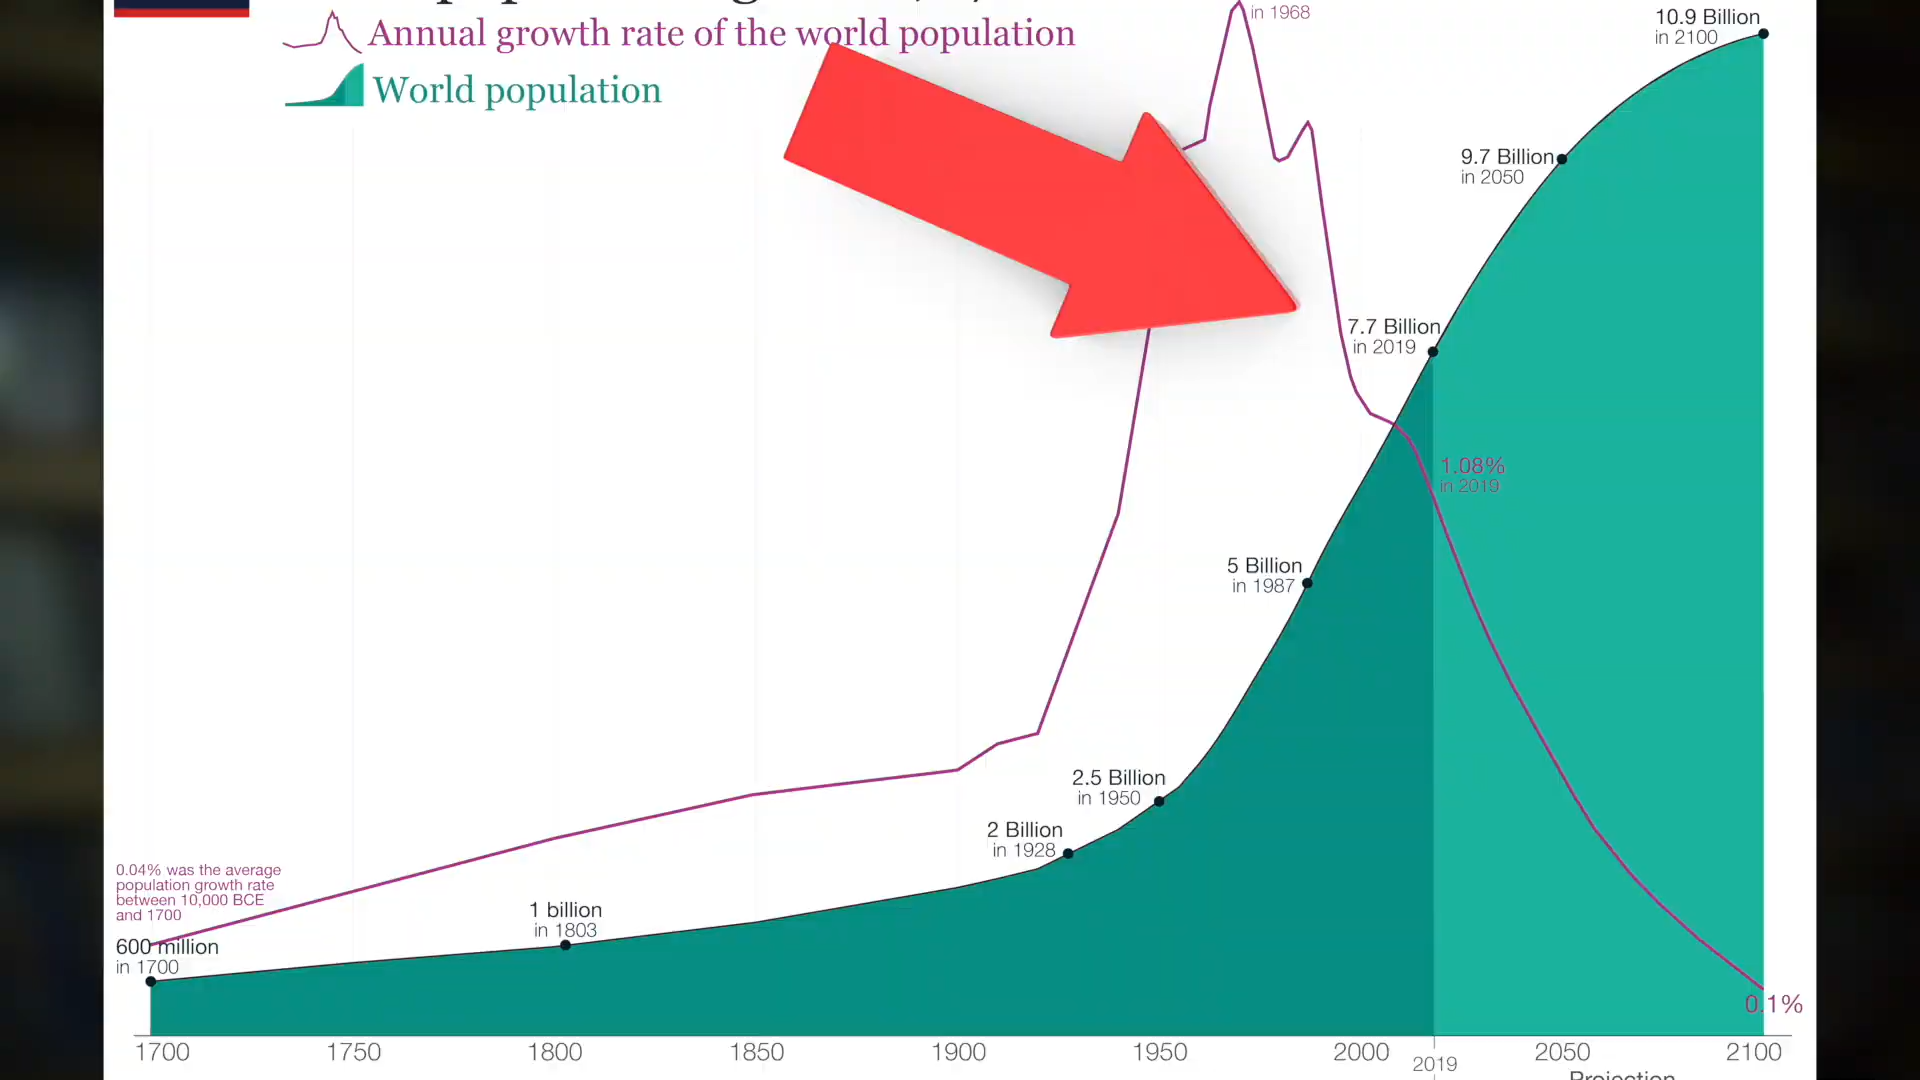 Annual growth rate of the world population
World population
in 1968
10.9 Billion
in 2100
9.7 Billion
in 2050
7.7 Billion
in 2019
1.08%
in 2019
5 Billion
in 1987
2.5 Billion
in 1950
2 Billion
in 1928
0.04% was the average
population growth rate
between 10,000 BCE
and 1700
1 billion
in 1803
600 million
in 1700
0.1%
1700 1750 1800 1850 1900 1950 2000 2019 2050 2100
Projection